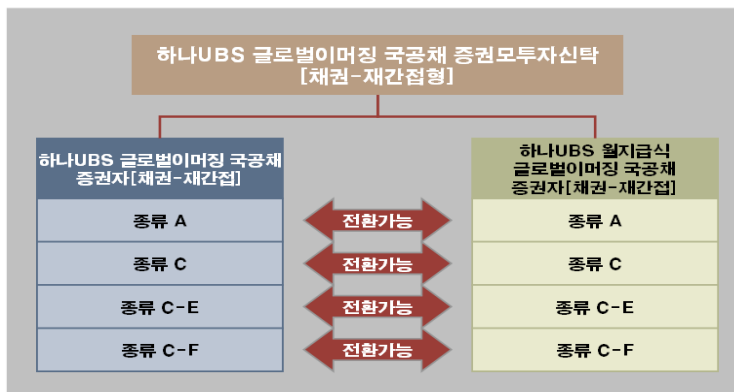 하나UBS 글로벌이머징 국공채 증권모투자신탁
[채권-재간접형]
하나UBS 글로벌이머징 국공채
증권자[채권-재간접]
하나UBS 월지급식
글로벌이머징 국공채
증권자[채권-재간접]
종류 A
전환가능
종류 A
종류 C
전환가능
종류 C
종류 C-E
전환가능
종류 C-E
종류 C-F
전환가능
종류 C-F